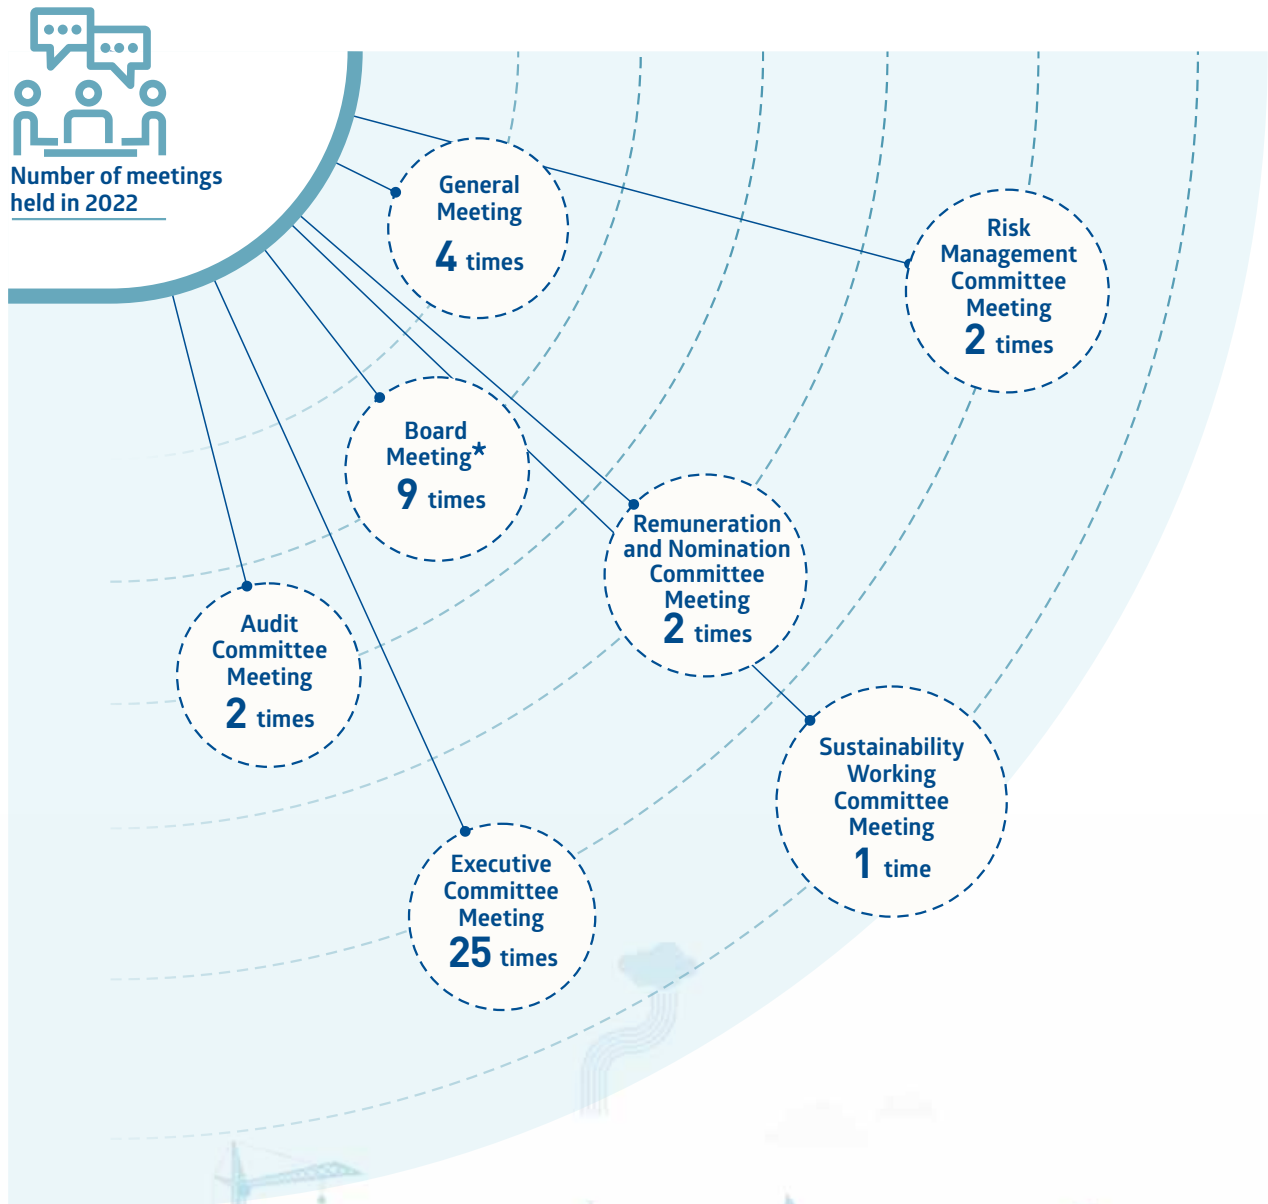 Number of meetings
held in 2022
General
Meeting
4 times
Risk
Management
Committee
Meeting
2 times
Board
Meeting*
9 times
Remuneration
and Nomination
Committee
Meeting
2 times
Audit
Committee
Meeting
2 times
Sustainability
Working
Committee
Meeting
1 time
Executive
Committee
Meeting
25 times